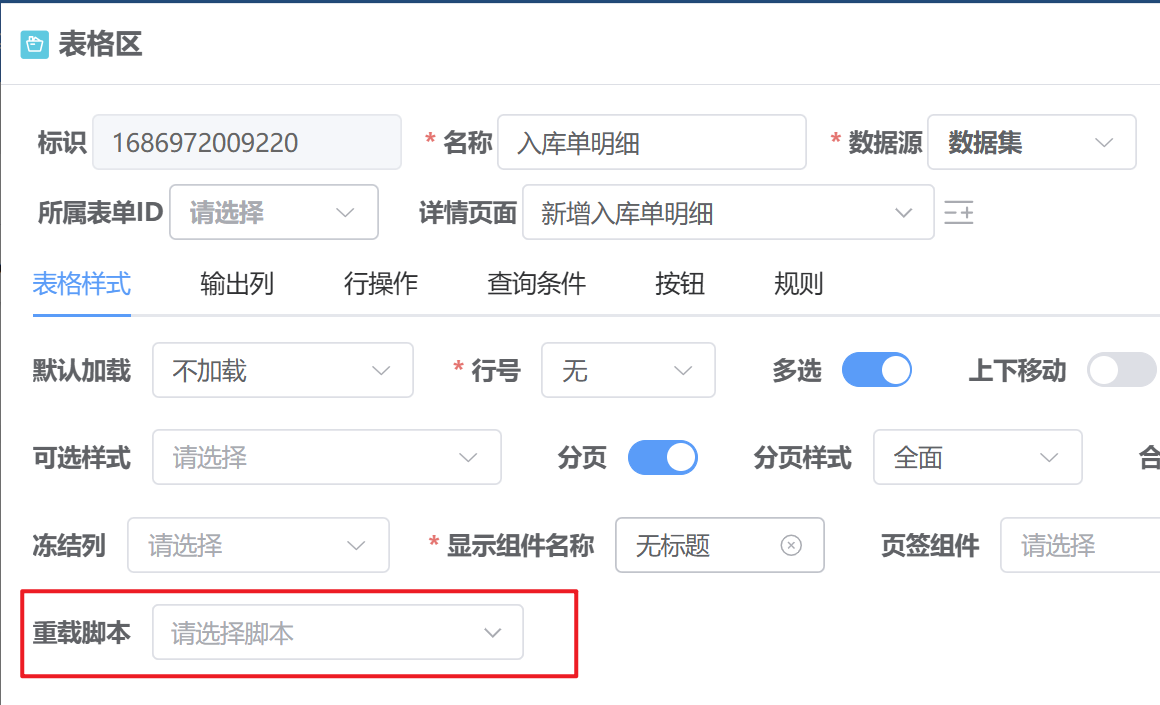 表格区
标识 1686972009220 * 名称 入库单明细 * 数据源 数据集
所属表单ID 请选择 详情页面 新增入库单明细
表格样式 输出列 行操作 查询条件 按钮 规则
默认加载 不加载 * 行号 无 多选 上下移动
可选样式 请选择 分页 分页样式 全面 合
冻结列 请选择 * 显示组件名称 无标题 页签组件 请选择
重载脚本 请选择脚本